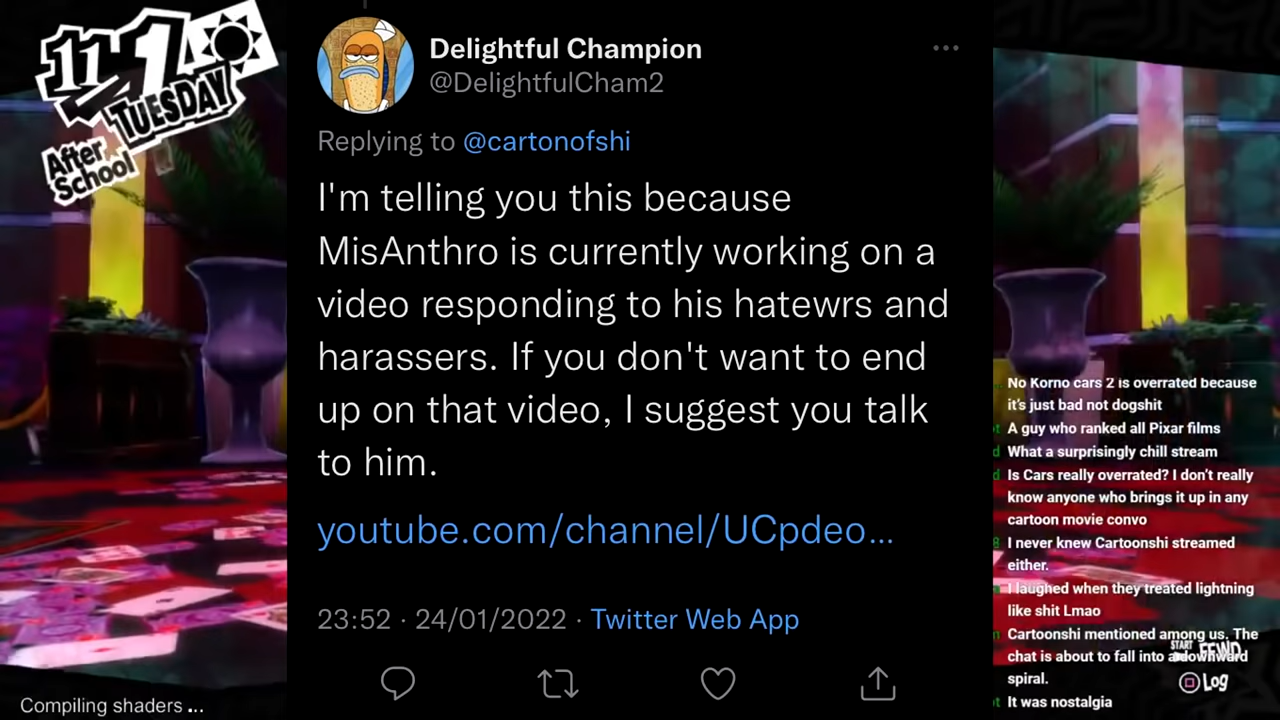 11/1
TUESDAY
After
School
Delightful Champion
@DelightfulCham2
Replying to @cartonofshi
I'm telling you this because
MisAnthro is currently working on a
video responding to his hatewrs and
harassers. If you don't want to end
up on that video, I suggest you talk
to him.
youtube.com/channel/UCpdeo...
23:52 · 24/01/2022 · Twitter Web App
No Korno cars 2 is overrated because
it's just bad not dogshit
A guy who ranked all Pixar films
What a surprisingly chill stream
Is Cars really overrated? I don't really
know anyone who brings it up in any
cartoon movie convo
I never knew Cartoonshi streamed
either.
I laughed when they treated lightning
like shit Lmao
Cartoonshi mentioned among us. The
chat is about to fall into a downward
spiral.
It was nostalgia
START
Log
Compiling shaders ...